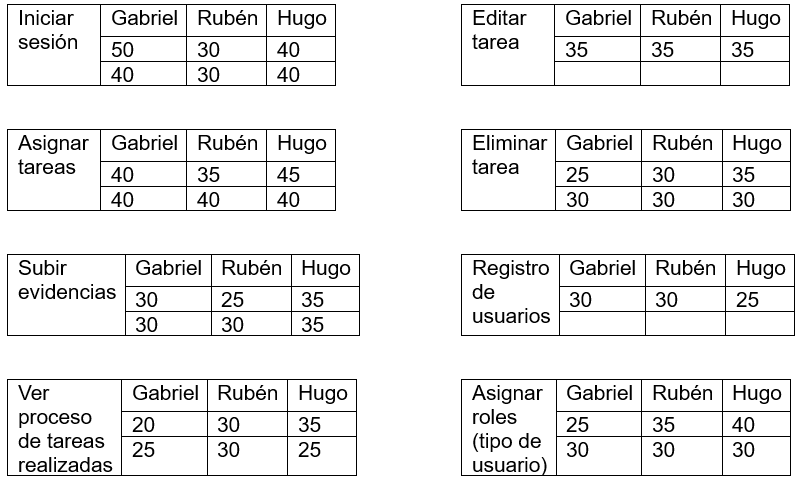 Iniciar sesión Gabriel Rubén Hugo
50 30 40
40 30 40
Editar tarea Gabriel Rubén Hugo
35 35 35
Asignar tareas Gabriel Rubén Hugo
40 35 45
40 40 40
Eliminar tarea Gabriel Rubén Hugo
25 30 35
30 30 30
Subir evidencias Gabriel Rubén Hugo
30 25 35
30 30 35
Registro de usuarios Gabriel Rubén Hugo
30 30 25
Ver proceso de tareas realizadas Gabriel Rubén Hugo
20 30 35
25 30 25
Asignar roles (tipo de usuario) Gabriel Rubén Hugo
25 35 40
30 30 30